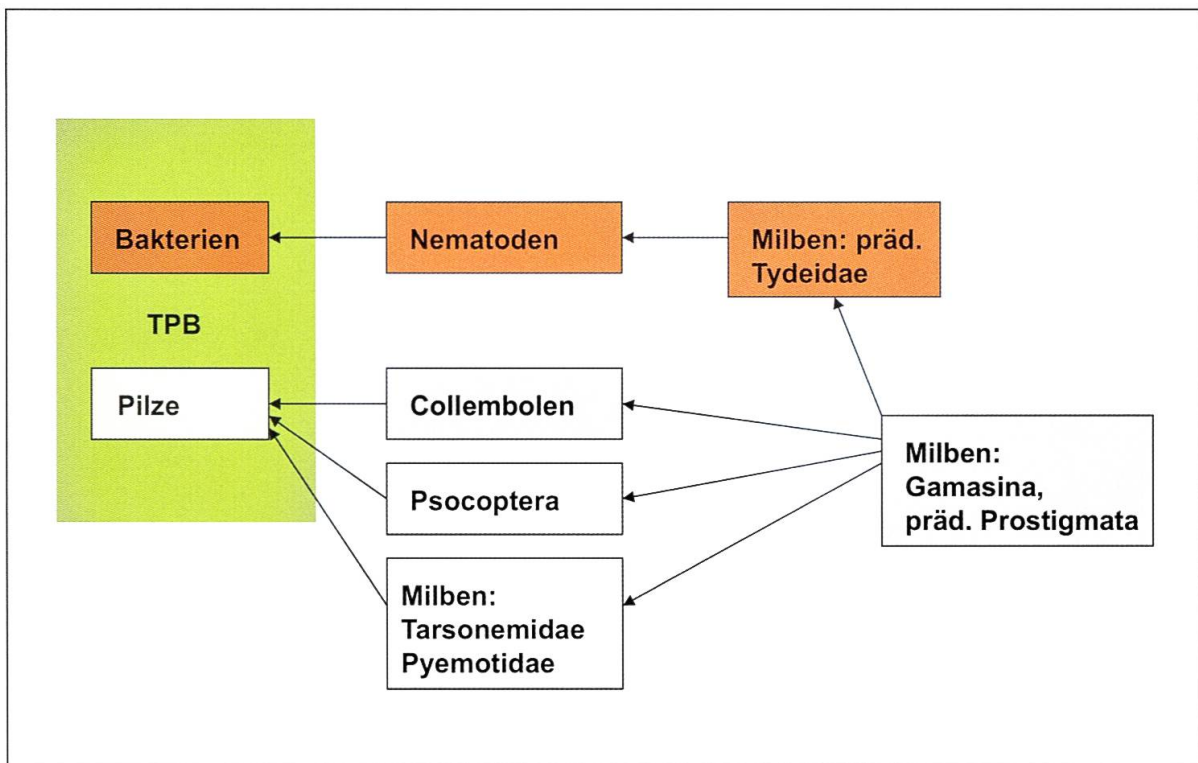 Bakterien
Nematoden
Milben: präd.
Tydeidae
TPB
Pilze
Collembolen
Psocoptera
Milben:
Tarsonemidae
Pyemotidae
Milben:
Gamasina,
präd. Prostigmata